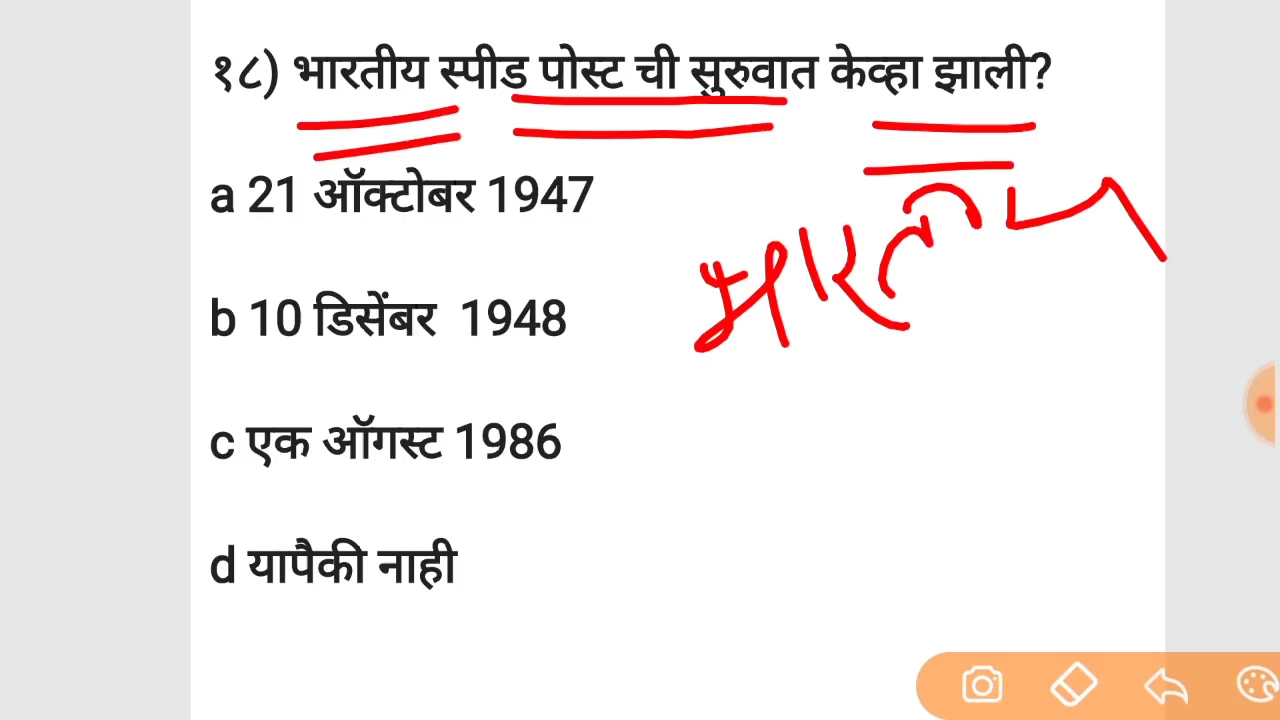 १८) भारतीय स्पीड पोस्ट ची सुरुवात केव्हा झाली?
a 21 ऑक्टोबर 1947
भारतीय
b 10 डिसेंबर 1948
c एक ऑगस्ट 1986
d यापैकी नाही